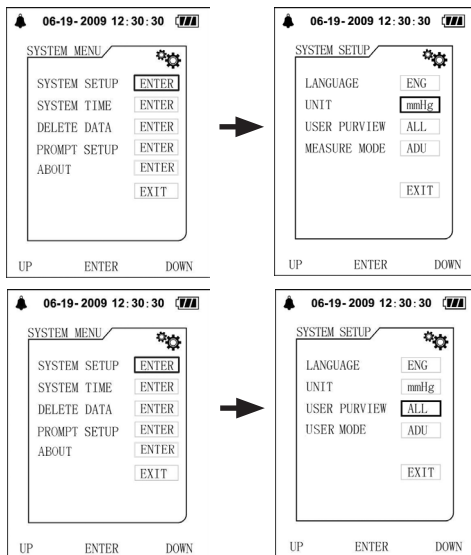 06-19-2009 12:30:30
SYSTEM MENU
SYSTEM SETUP ENTER
SYSTEM TIME ENTER
DELETE DATA ENTER
PROMPT SETUP ENTER
ABOUT ENTER
EXIT
UP ENTER DOWN
06-19-2009 12:30:30
SYSTEM SETUP
LANGUAGE ENG
UNIT mmHg
USER PURVIEW ALL
MEASURE MODE ADU
EXIT
UP ENTER DOWN
06-19-2009 12:30:30
SYSTEM MENU
SYSTEM SETUP ENTER
SYSTEM TIME ENTER
DELETE DATA ENTER
PROMPT SETUP ENTER
ABOUT ENTER
EXIT
UP ENTER DOWN
06-19-2009 12:30:30
SYSTEM SETUP
LANGUAGE ENG
UNIT mmHg
USER PURVIEW ALL
USER MODE ADU
EXIT
UP ENTER DOWN